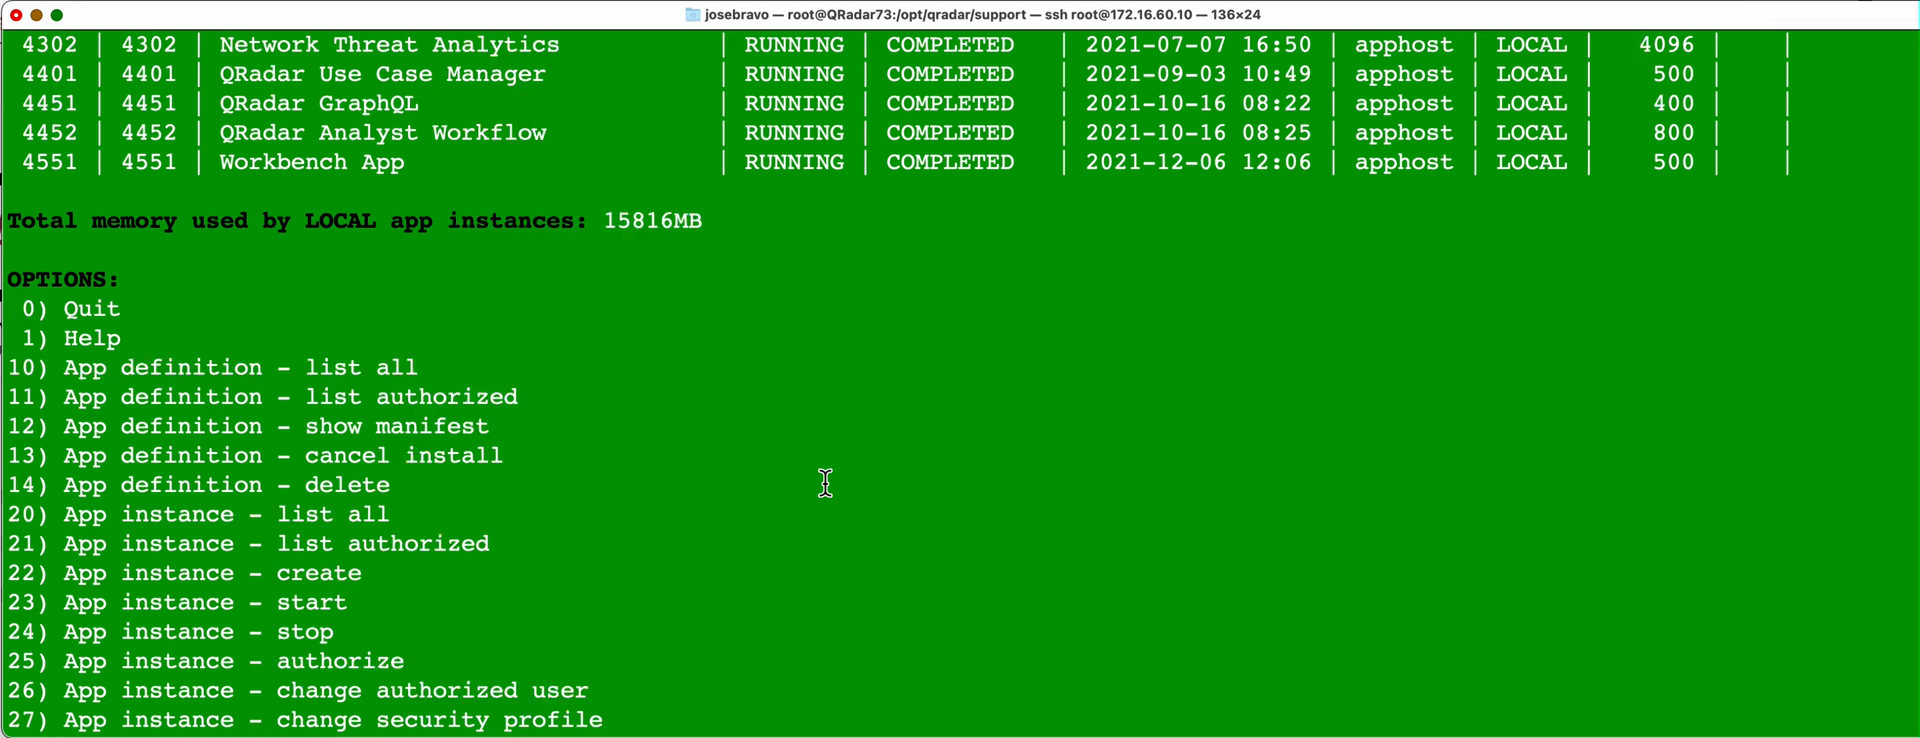 josebravo — root@QRadar73:/opt/qradar/support — ssh root@172.16.60.10 — 136×24
4302 | 4302 | Network Threat Analytics | RUNNING | COMPLETED | 2021-07-07 16:50 | apphost | LOCAL | 4096 | |
4401 | 4401 | QRadar Use Case Manager | RUNNING | COMPLETED | 2021-09-03 10:49 | apphost | LOCAL | 500 | |
4451 | 4451 | QRadar GraphQL | RUNNING | COMPLETED | 2021-10-16 08:22 | apphost | LOCAL | 400 | |
4452 | 4452 | QRadar Analyst Workflow | RUNNING | COMPLETED | 2021-10-16 08:25 | apphost | LOCAL | 800 | |
4551 | 4551 | Workbench App | RUNNING | COMPLETED | 2021-12-06 12:06 | apphost | LOCAL | 500 | |
Total memory used by LOCAL app instances: 15816MB
OPTIONS:
0) Quit
1) Help
10) App definition - list all
11) App definition - list authorized
12) App definition - show manifest
13) App definition - cancel install
14) App definition - delete
20) App instance - list all
21) App instance - list authorized
22) App instance - create
23) App instance - start
24) App instance - stop
25) App instance - authorize
26) App instance - change authorized user
27) App instance - change security profile